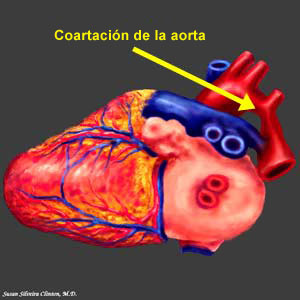 Coartación de la aorta
Susan Silveira Clinton, M.D.